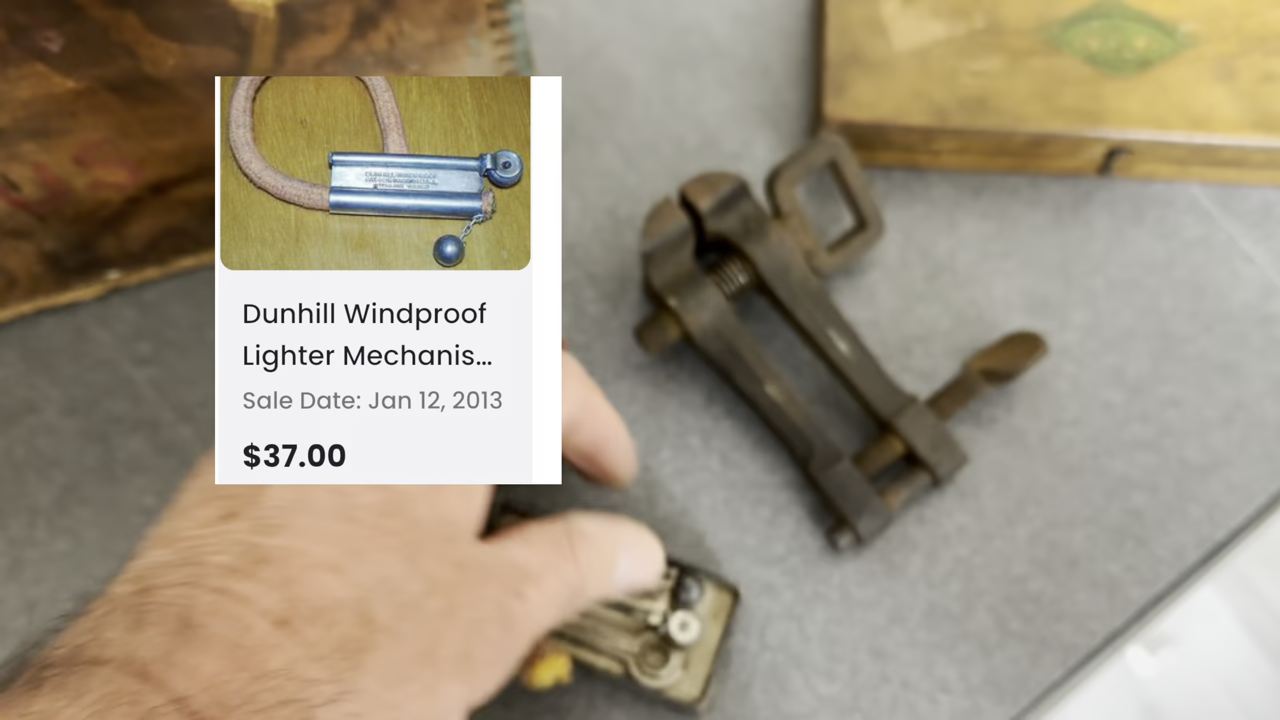 Dunhill Windproof
Lighter Mechanis...
Sale Date: Jan 12, 2013
$37.00